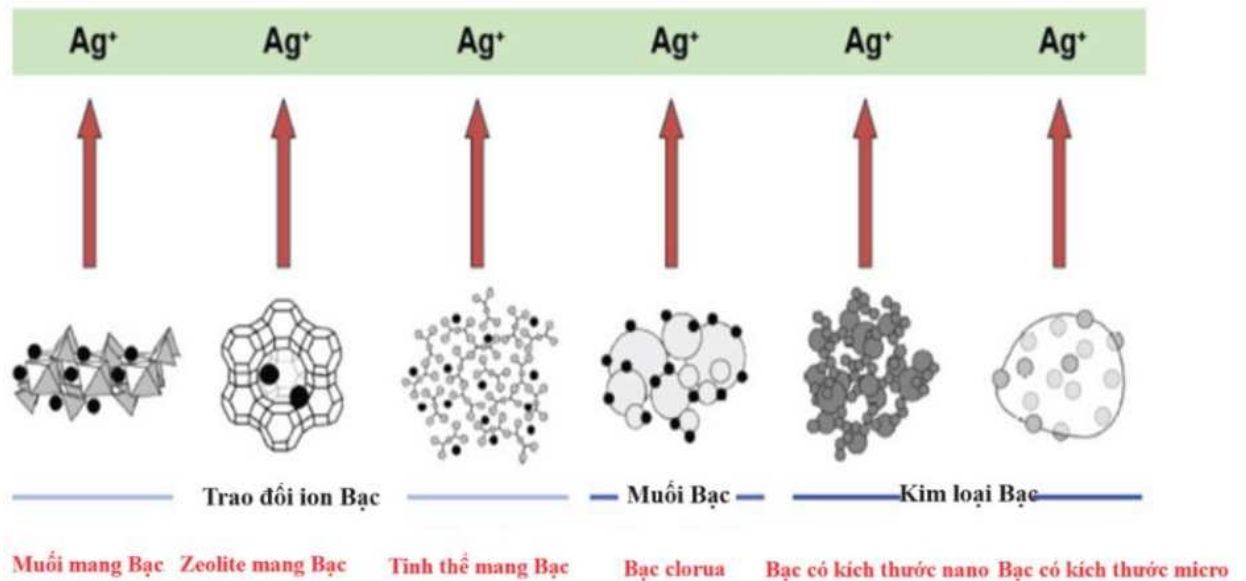 Ag⁺ Ag⁺ Ag⁺ Ag⁺ Ag⁺ Ag⁺
Trao đổi ion Bạc Muối Bạc Kim loại Bạc
Muối mang Bạc Zeolite mang Bạc Tinh thể mang Bạc Bạc clorua Bạc có kích thước nano Bạc có kích thước micro